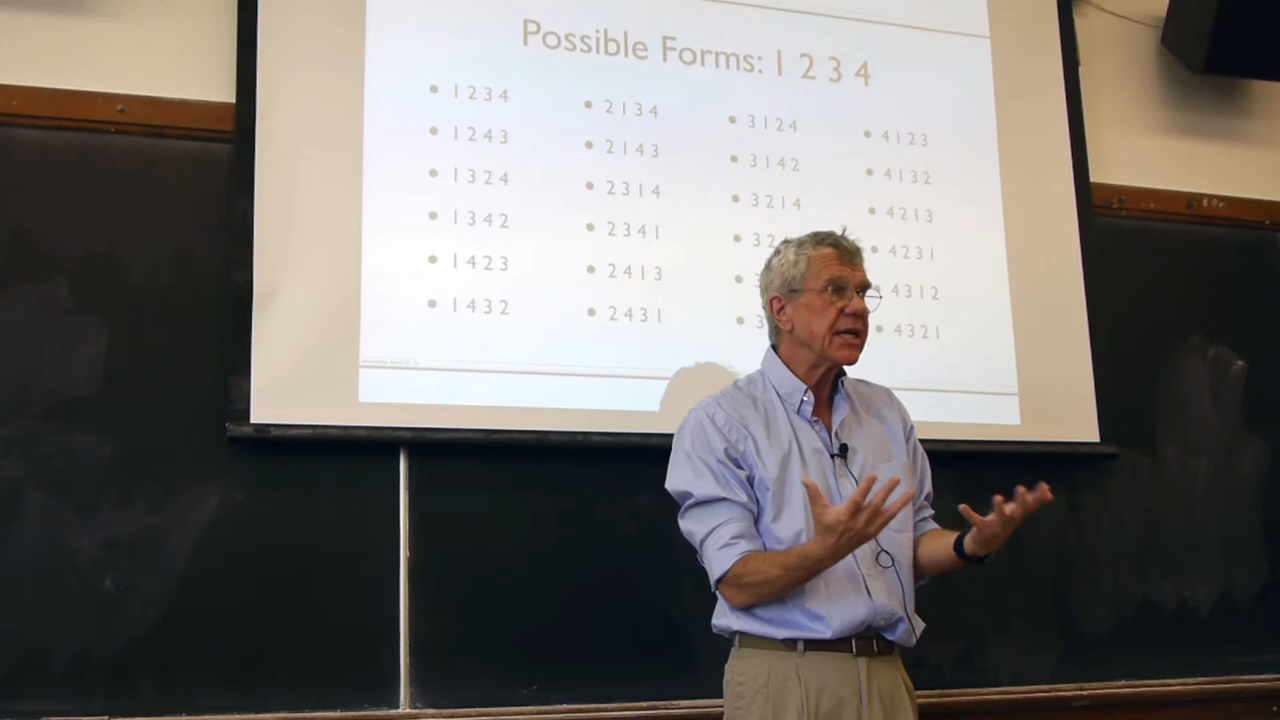 Possible Forms: 1 2 3 4
• 1 2 3 4
• 1 2 4 3
• 1 3 2 4
• 1 3 4 2
• 1 4 2 3
• 1 4 3 2
• 2 1 3 4
• 2 1 4 3
• 2 3 1 4
• 2 3 4 1
• 2 4 1 3
• 2 4 3 1
• 3 1 2 4
• 3 1 4 2
• 3 2 1 4
• 3 2
• 3
• 4 1 2 3
• 4 1 3 2
• 4 2 1 3
• 4 2 3 1
• 4 3 1 2
• 4 3 2 1